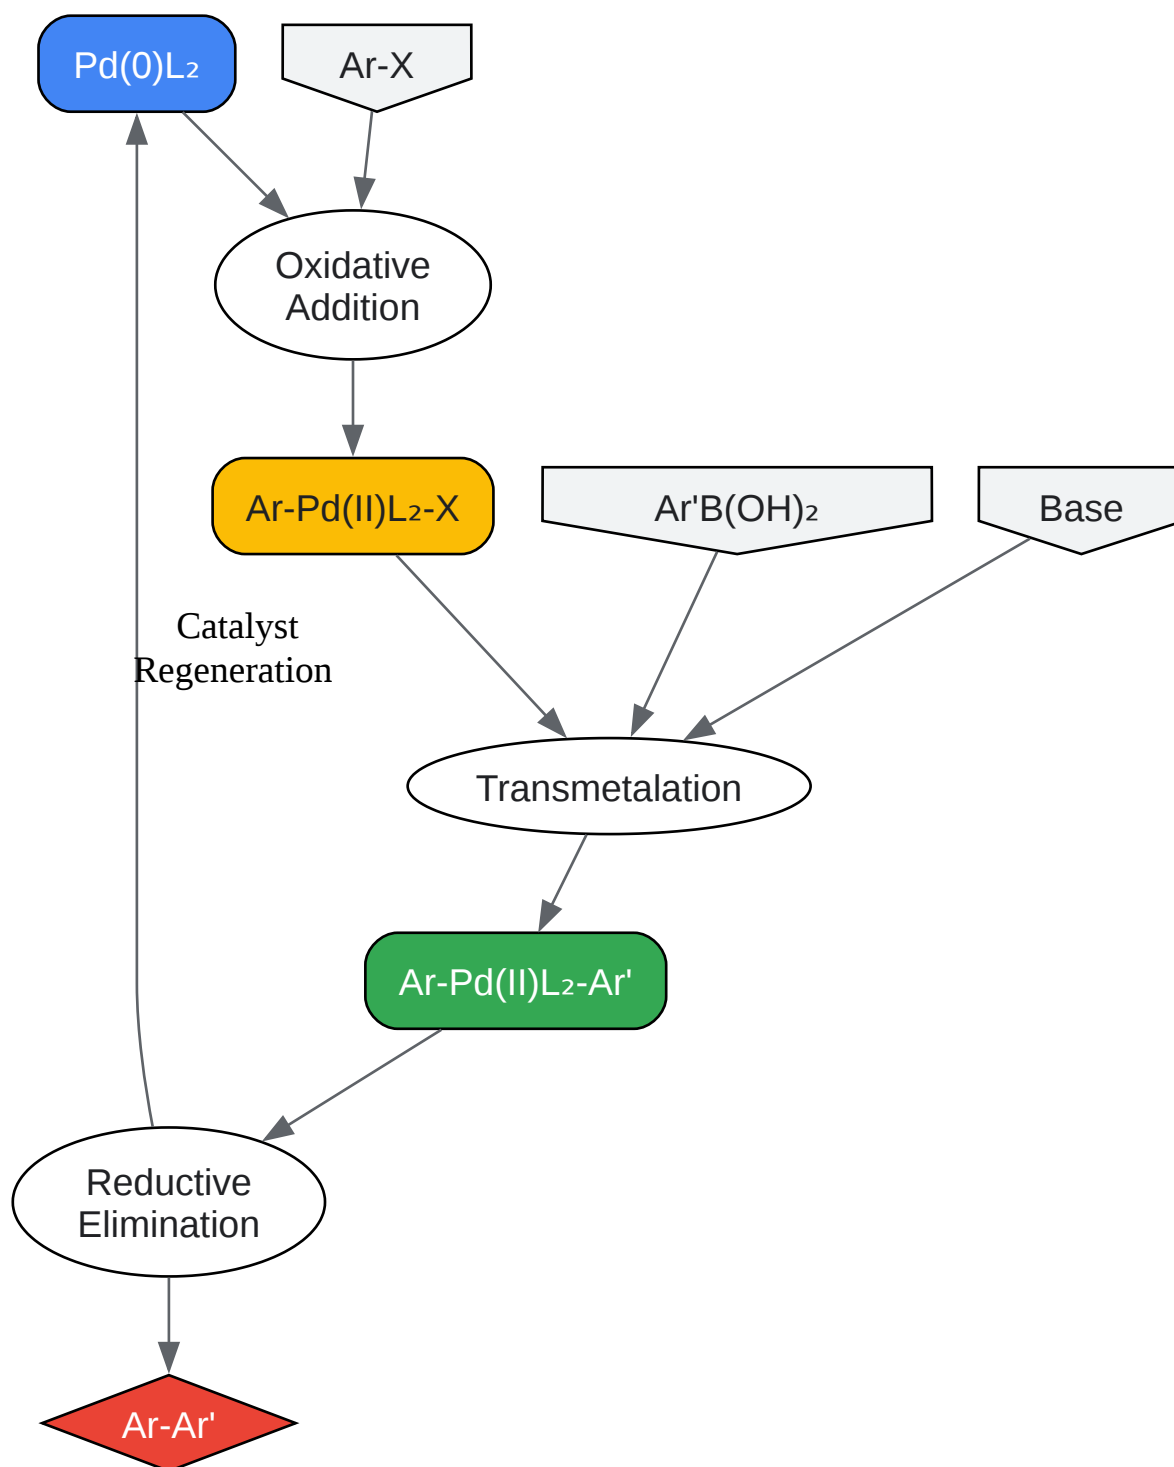 Pd(0)L₂
Ar-X
Oxidative
Addition
Ar-Pd(II)L₂-X
Ar'B(OH)₂
Base
Catalyst
Regeneration
Transmetalation
Ar-Pd(II)L₂-Ar'
Reductive
Elimination
Ar-Ar'